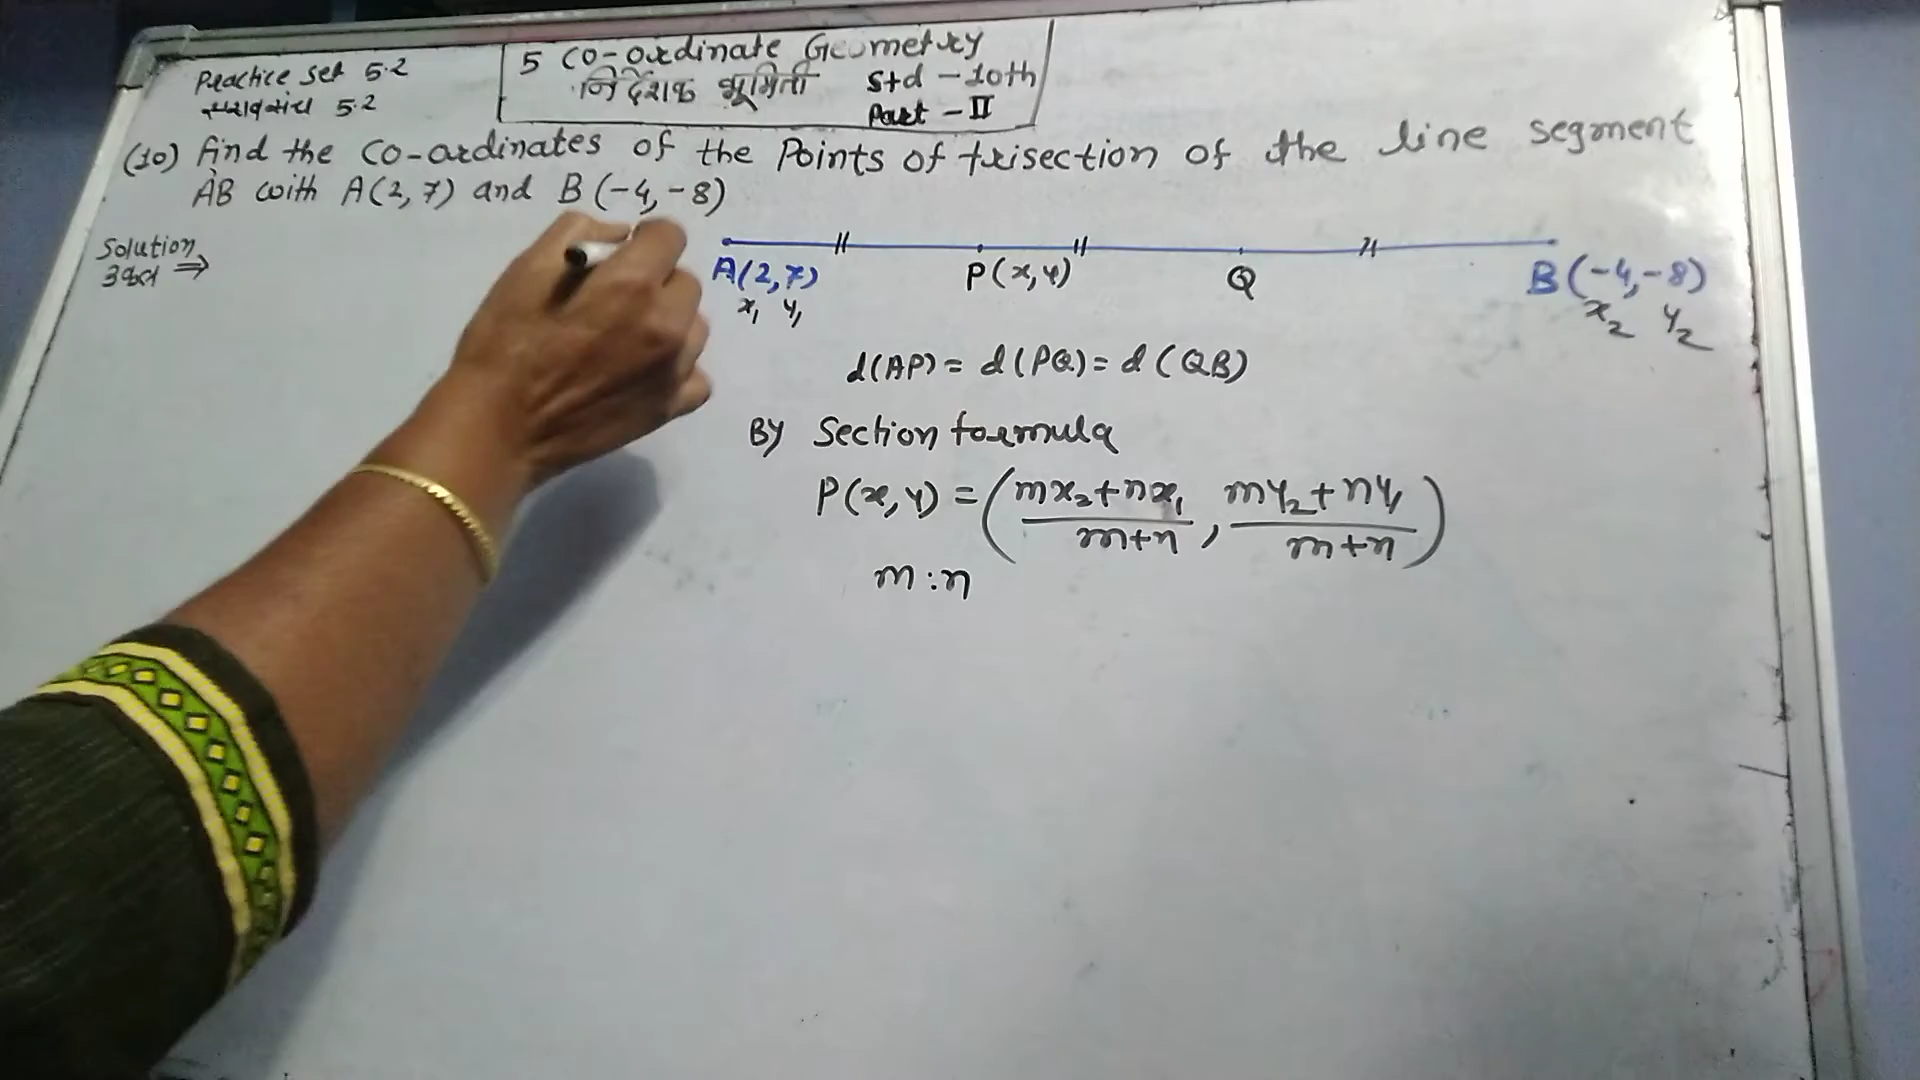 Practice Set 5.2
सरावसंच 5.2
5 Co-ordinate Geometry
निर्देशक भूमिती Std - 10th
Part - II
(10) Find the Co-ordinates of the Points of trisection of the line segment
AB with A(2, 7) and B(-4, -8)
Solution
उकल ⇒
A(2, 7) P(x, y) Q B(-4, -8)
x₁ y₁ x₂ y₂
d(AP) = d(PQ) = d(QB)
By Section formula
P(x, y) = (mx₂+nx₁/m+n, my₂+ny₁/m+n)
m:n